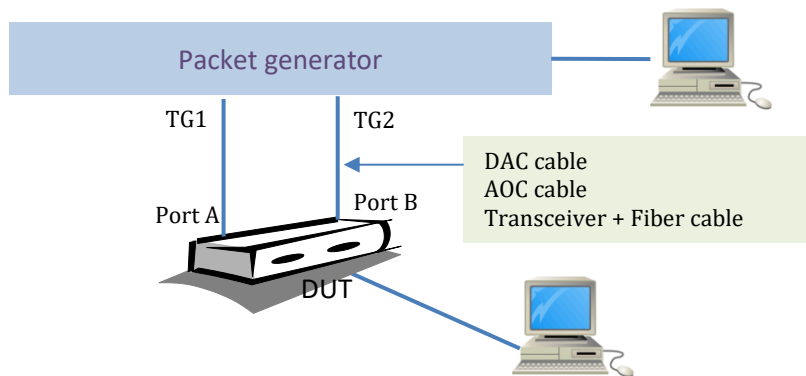 Packet generator
TG1
TG2
DAC cable
AOC cable
Transceiver + Fiber cable
Port A
Port B
DUT